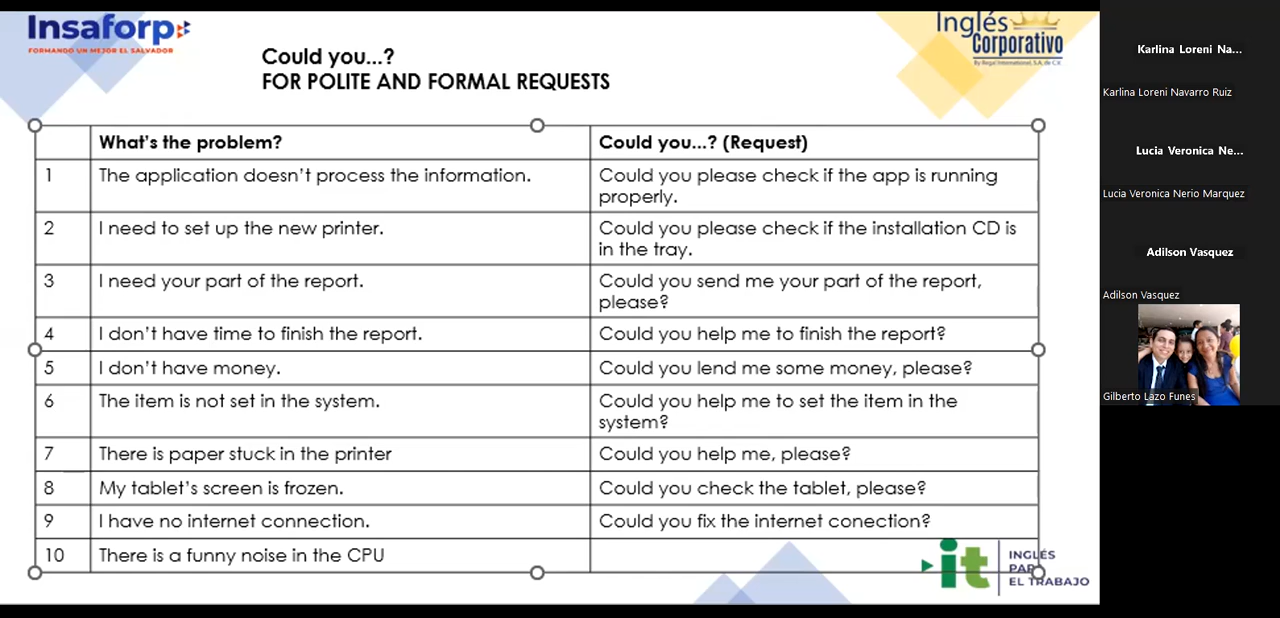 Insaforp
FORMANDO UN MEJOR EL SALVADOR
Inglés
Corporativo
By Regal International, S.A. de C.V.
Could you...?
FOR POLITE AND FORMAL REQUESTS
What's the problem? Could you...? (Request)
1 The application doesn't process the information. Could you please check if the app is running
properly.
2 I need to set up the new printer. Could you please check if the installation CD is
in the tray.
3 I need your part of the report. Could you send me your part of the report,
please?
4 I don't have time to finish the report. Could you help me to finish the report?
5 I don't have money. Could you lend me some money, please?
6 The item is not set in the system. Could you help me to set the item in the
system?
7 There is paper stuck in the printer Could you help me, please?
8 My tablet's screen is frozen. Could you check the tablet, please?
9 I have no internet connection. Could you fix the internet conection?
10 There is a funny noise in the CPU
it
INGLÉS
PAR
EL TRABAJO
Karlina Loreni Na...
Karlina Loreni Navarro Ruiz
Lucia Veronica Ne...
Lucia Veronica Nerio Marquez
Adilson Vasquez
Adilson Vasquez
Gilberto Lazo Funes